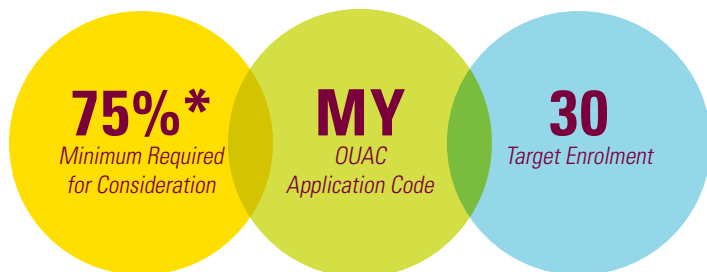 75%*
Minimum Required
for Consideration
MY
OUAC
Application Code
30
Target Enrolment